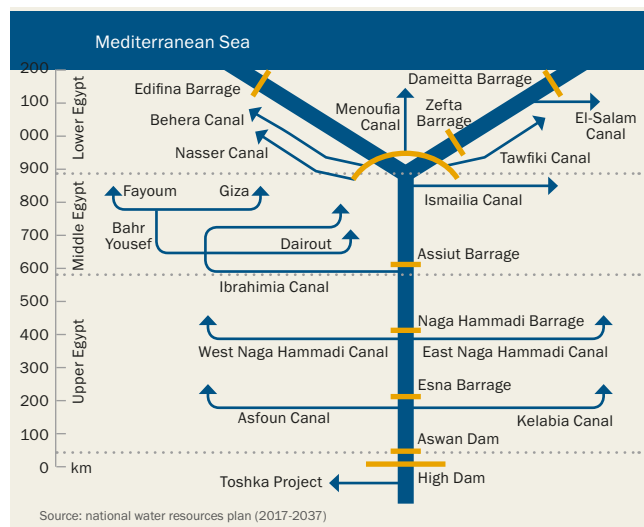 Mediterranean Sea
200
100
000
900
800
700
600
500
400
300
200
100
0 km
Lower Egypt
Middle Egypt
Upper Egypt
Edifina Barrage
Dameitta Barrage
Behera Canal
Menoufia
Canal
Zefta
Barrage
El-Salam
Canal
Nasser Canal
Tawfiki Canal
Fayoum
Giza
Ismailia Canal
Bahr
Yousef
Dairout
Assiut Barrage
Ibrahimia Canal
Naga Hammadi Barrage
West Naga Hammadi Canal
East Naga Hammadi Canal
Esna Barrage
Asfoun Canal
Kelabia Canal
Aswan Dam
High Dam
Toshka Project
Source: national water resources plan (2017-2037)